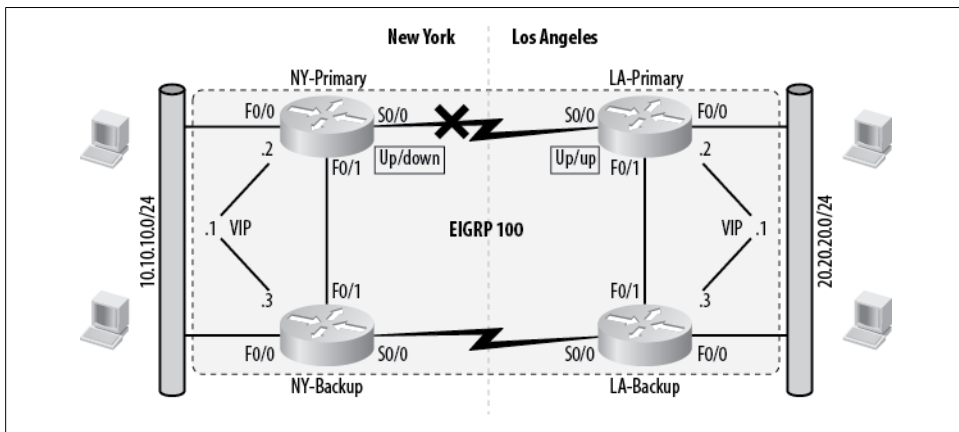 New York
Los Angeles
NY-Primary
LA-Primary
F0/0
S0/0
S0/0
F0/0
.2
Up/down
Up/up
.2
F0/1
F0/1
10.10.10.0/24
.1 VIP
EIGRP 100
VIP .1
20.20.20.0/24
.3
F0/1
F0/1
.3
F0/0
S0/0
S0/0
F0/0
NY-Backup
LA-Backup